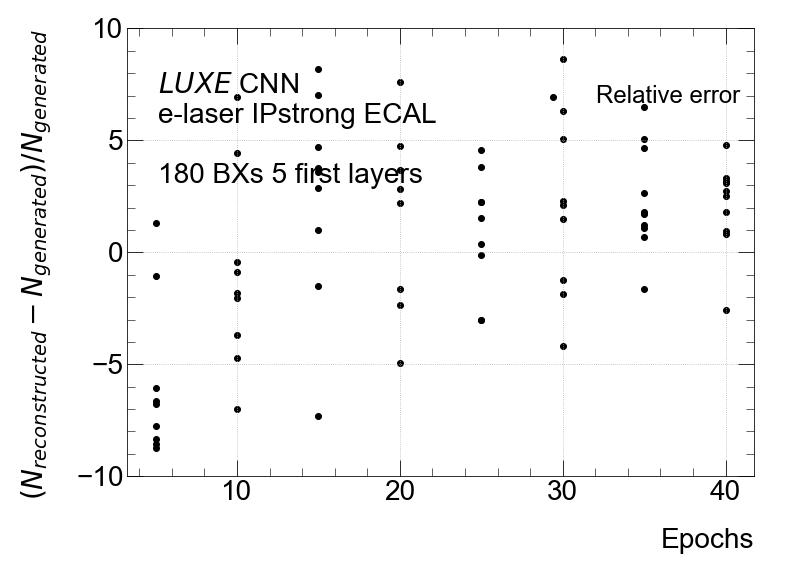 10
5
0
−5
−10
(N_reconstructed − N_generated)/N_generated
LUXE CNN
e-laser IPstrong ECAL
180 BXs 5 first layers
Relative error
10 20 30 40
Epochs